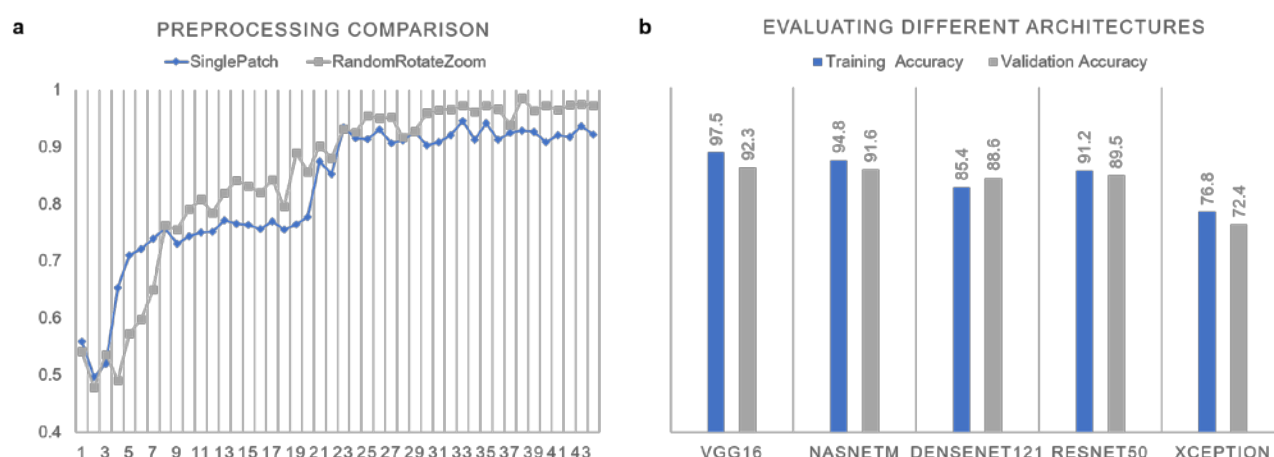 a
PREPROCESSING COMPARISON
SinglePatch RandomRotateZoom
1
0.9
0.8
0.7
0.6
0.5
0.4
1 3 5 7 9 11 13 15 17 19 21 23 25 27 29 31 33 35 37 39 41 43
b
EVALUATING DIFFERENT ARCHITECTURES
Training Accuracy Validation Accuracy
97.5 92.3 94.8 91.6 85.4 88.6 91.2 89.5 76.8 72.4
VGG16 NASNETM DENSENET121 RESNET50 XCEPTION